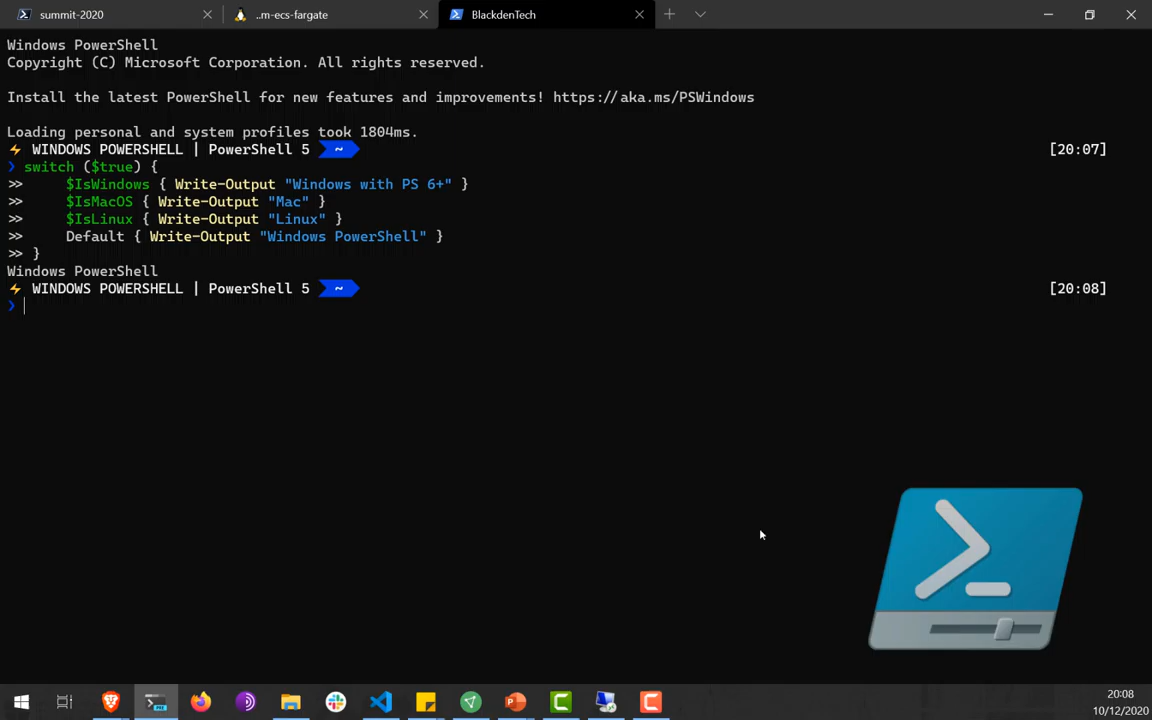 summit-2020
..m-ecs-fargate
BlackdenTech
Windows PowerShell
Copyright (C) Microsoft Corporation. All rights reserved.
Install the latest PowerShell for new features and improvements! https://aka.ms/PSWindows
Loading personal and system profiles took 1804ms.
⚡ WINDOWS POWERSHELL | PowerShell 5 ~ [20:07]
❯ switch ($true) {
>>     $IsWindows { Write-Output "Windows with PS 6+" }
>>     $IsMacOS { Write-Output "Mac" }
>>     $IsLinux { Write-Output "Linux" }
>>     Default { Write-Output "Windows PowerShell" }
>> }
Windows PowerShell
⚡ WINDOWS POWERSHELL | PowerShell 5 ~ [20:08]
❯
20:08
10/12/2020